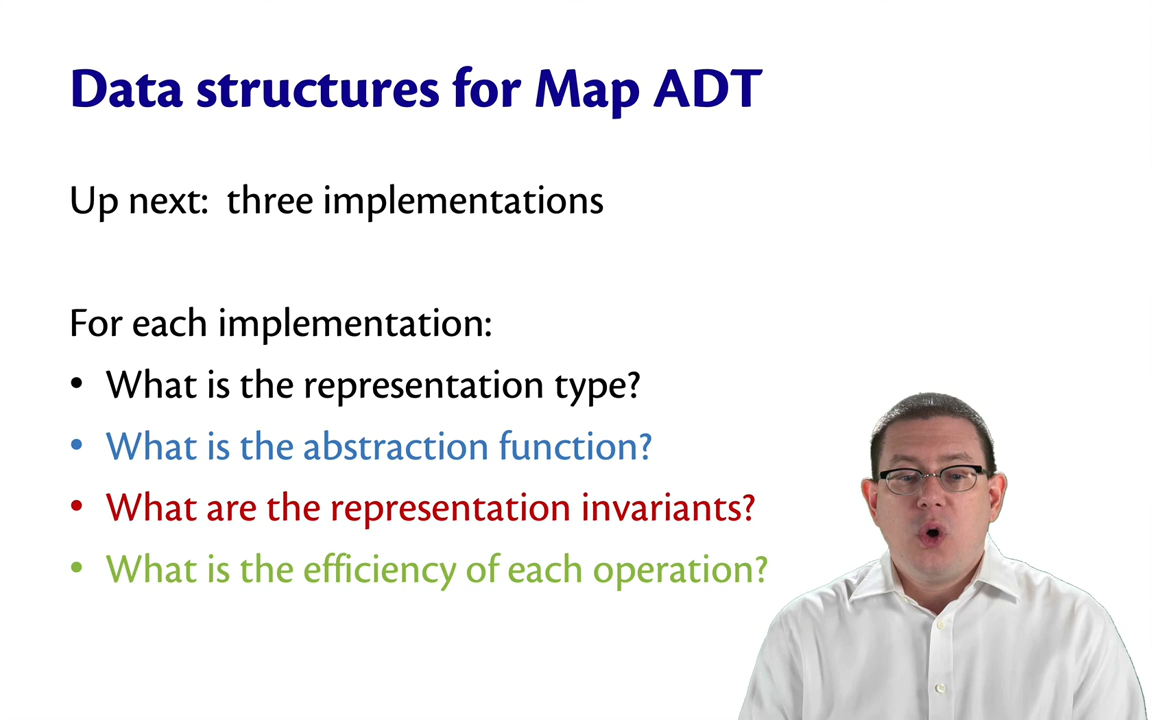 Data structures for Map ADT
Up next: three implementations
For each implementation:
• What is the representation type?
• What is the abstraction function?
• What are the representation invariants?
• What is the efficiency of each operation?